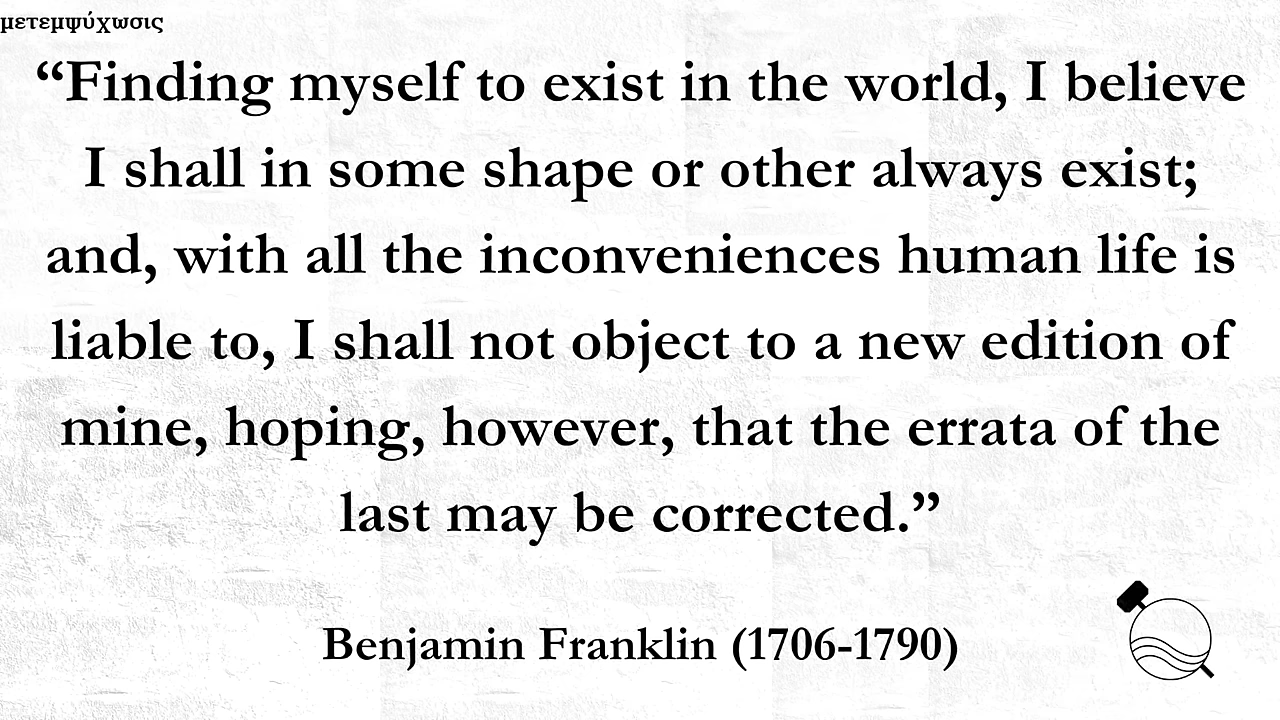 μετεμψύχωσις
“Finding myself to exist in the world, I believe
I shall in some shape or other always exist;
and, with all the inconveniences human life is
liable to, I shall not object to a new edition of
mine, hoping, however, that the errata of the
last may be corrected.”
Benjamin Franklin (1706-1790)